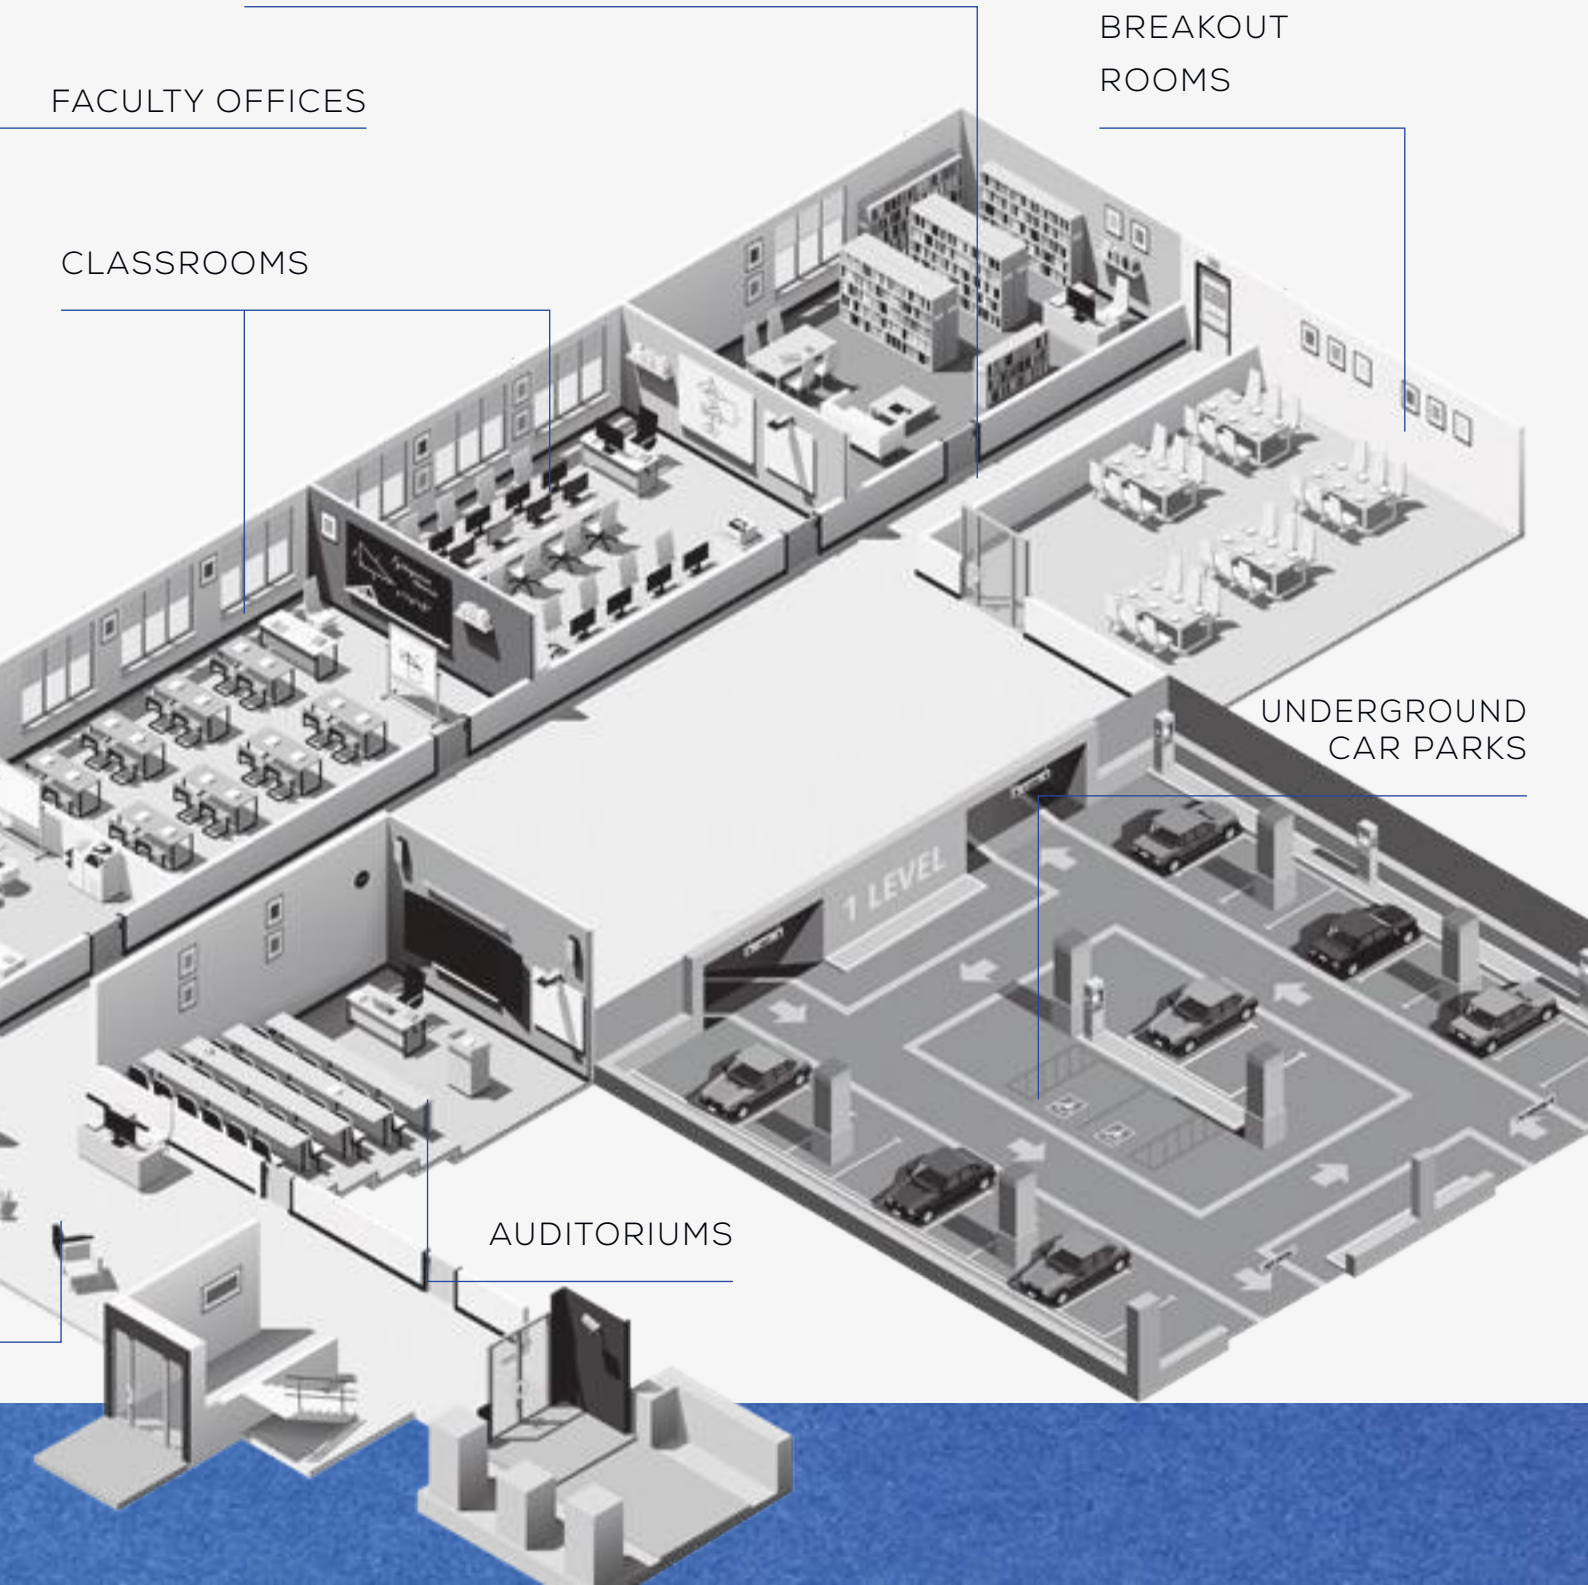 BREAKOUT
ROOMS
FACULTY OFFICES
CLASSROOMS
UNDERGROUND
CAR PARKS
1 LEVEL
AUDITORIUMS